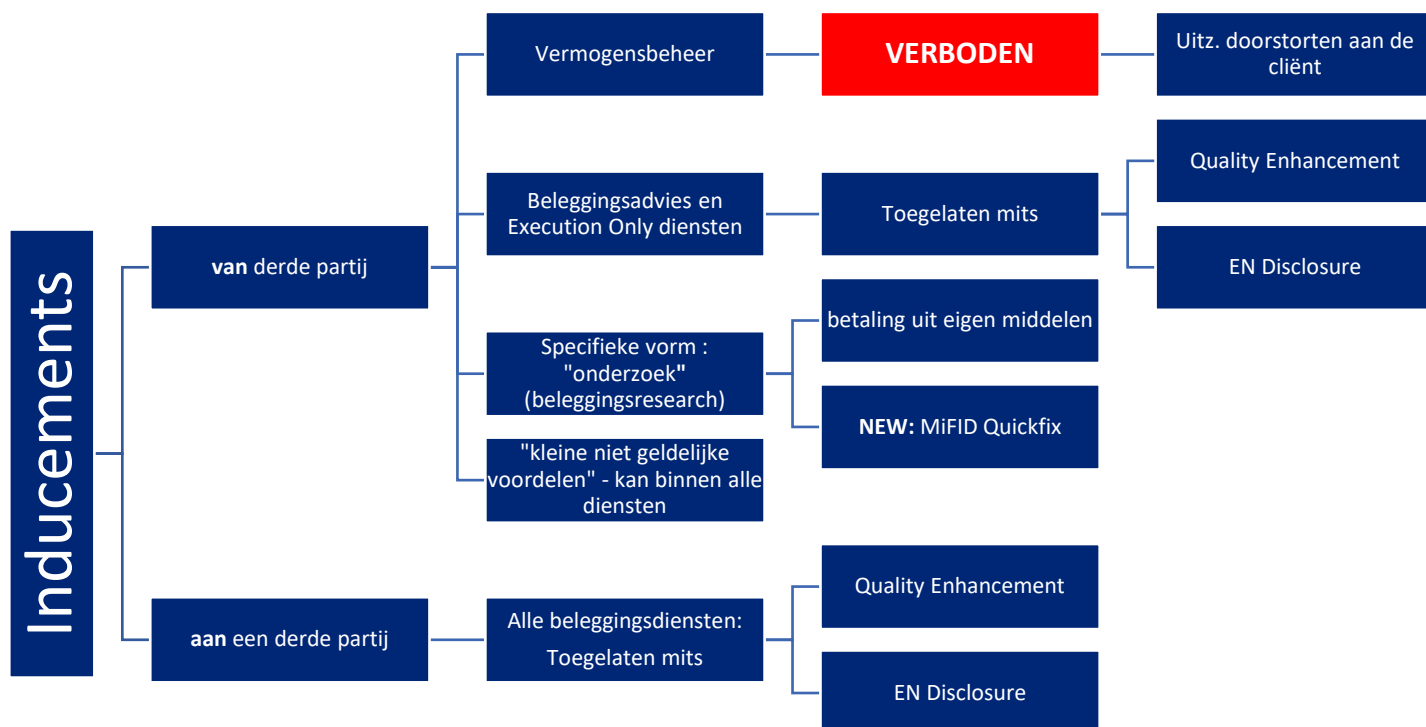 Inducements
van derde partij
Vermogensbeheer
VERBODEN
Uitz. doorstorten aan de
cliënt
Beleggingsadvies en
Execution Only diensten
Toegelaten mits
Quality Enhancement
EN Disclosure
Specifieke vorm :
"onderzoek"
(beleggingsresearch)
betaling uit eigen middelen
NEW: MiFID Quickfix
"kleine niet geldelijke
voordelen" - kan binnen alle
diensten
aan een derde partij
Alle beleggingsdiensten:
Toegelaten mits
Quality Enhancement
EN Disclosure